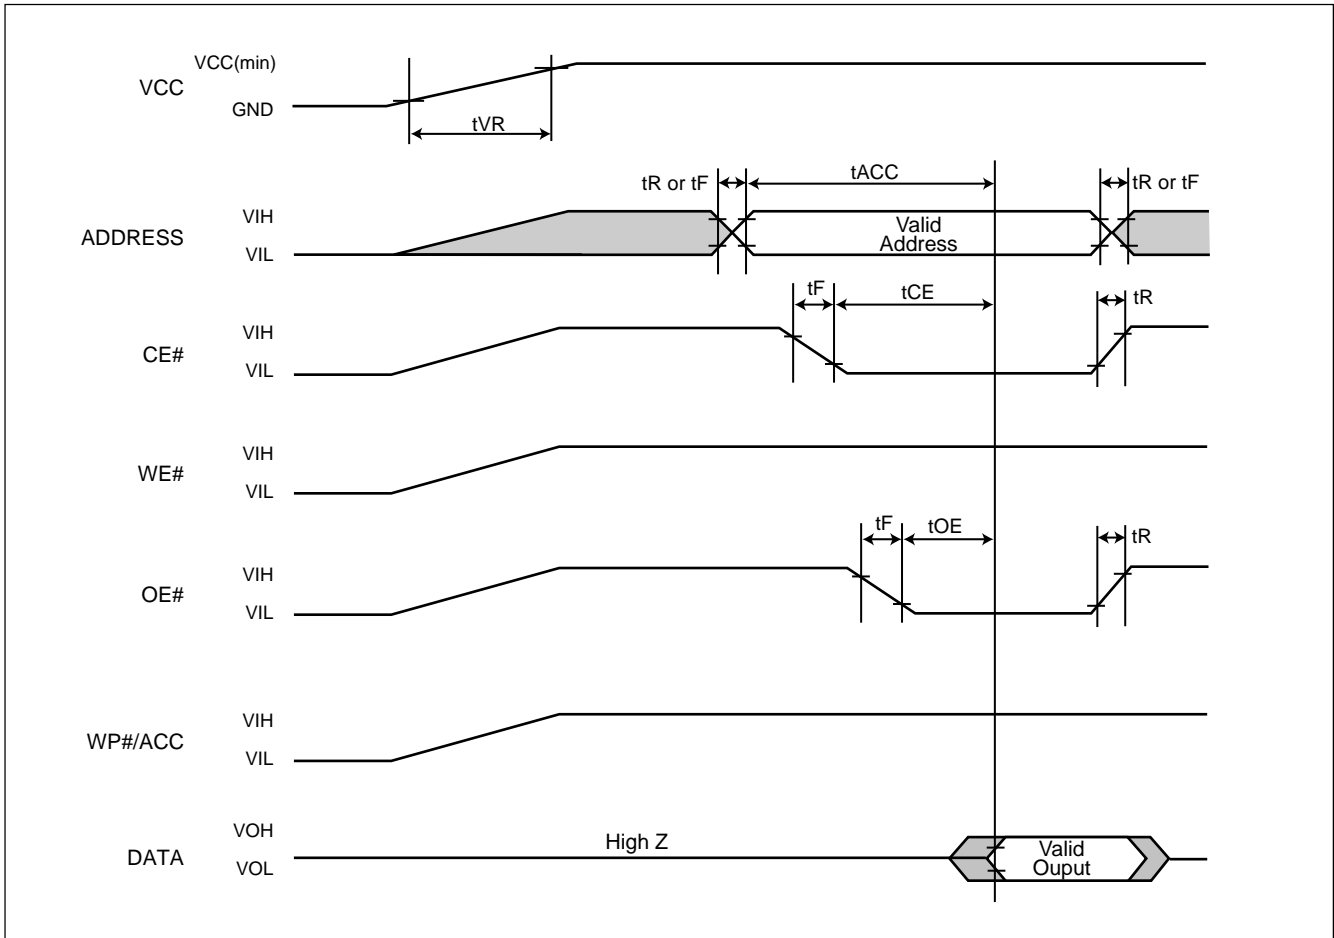 VCC(min)
VCC
GND
tVR
tR or tF
tACC
tR or tF
VIH
ADDRESS
VIL
Valid
Address
tF
tCE
tR
VIH
CE#
VIL
VIH
WE#
VIL
tF
tOE
tR
VIH
OE#
VIL
VIH
WP#/ACC
VIL
VOH
High Z
DATA
VOL
Valid
Ouput